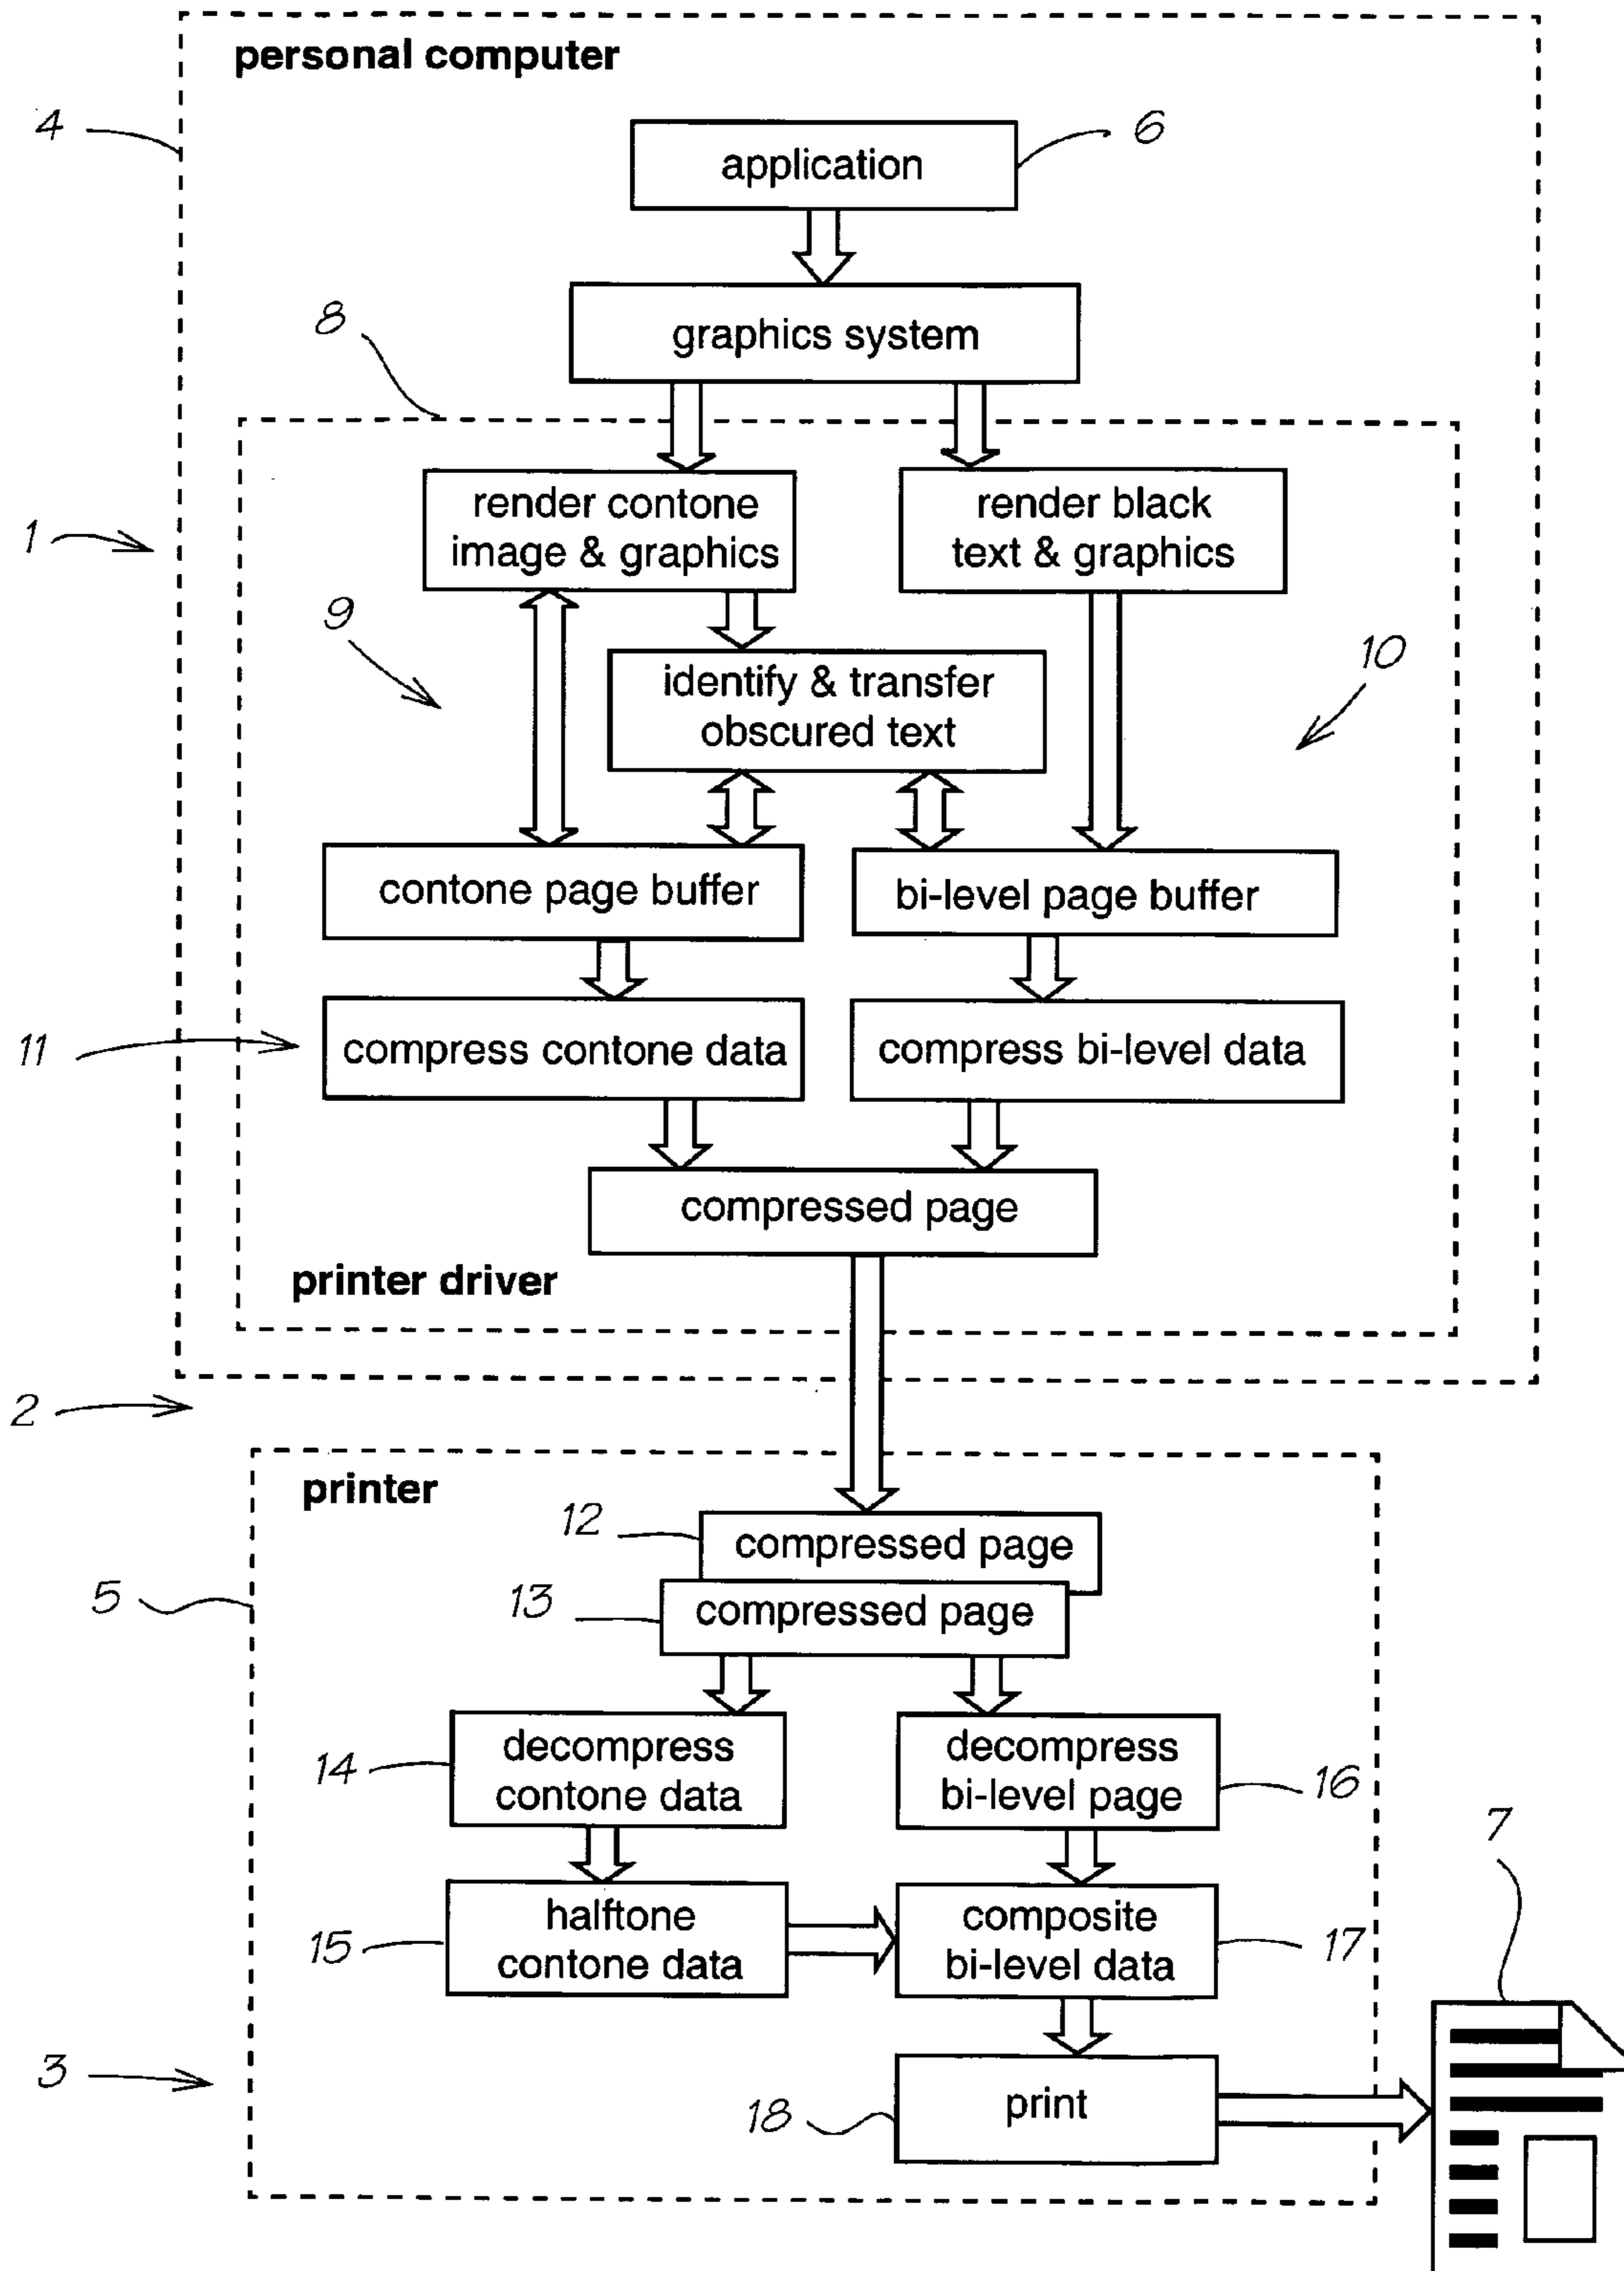 personal computer
4
application
6
graphics system
8
render contone
image & graphics
render black
text & graphics
1
9
identify & transfer
obscured text
10
contone page buffer
bi-level page buffer
11
compress contone data
compress bi-level data
compressed page
printer driver
2
printer
12
compressed page
5
13
compressed page
14
decompress
contone data
decompress
bi-level page
16
7
15
halftone
contone data
composite
bi-level data
17
3
18
print